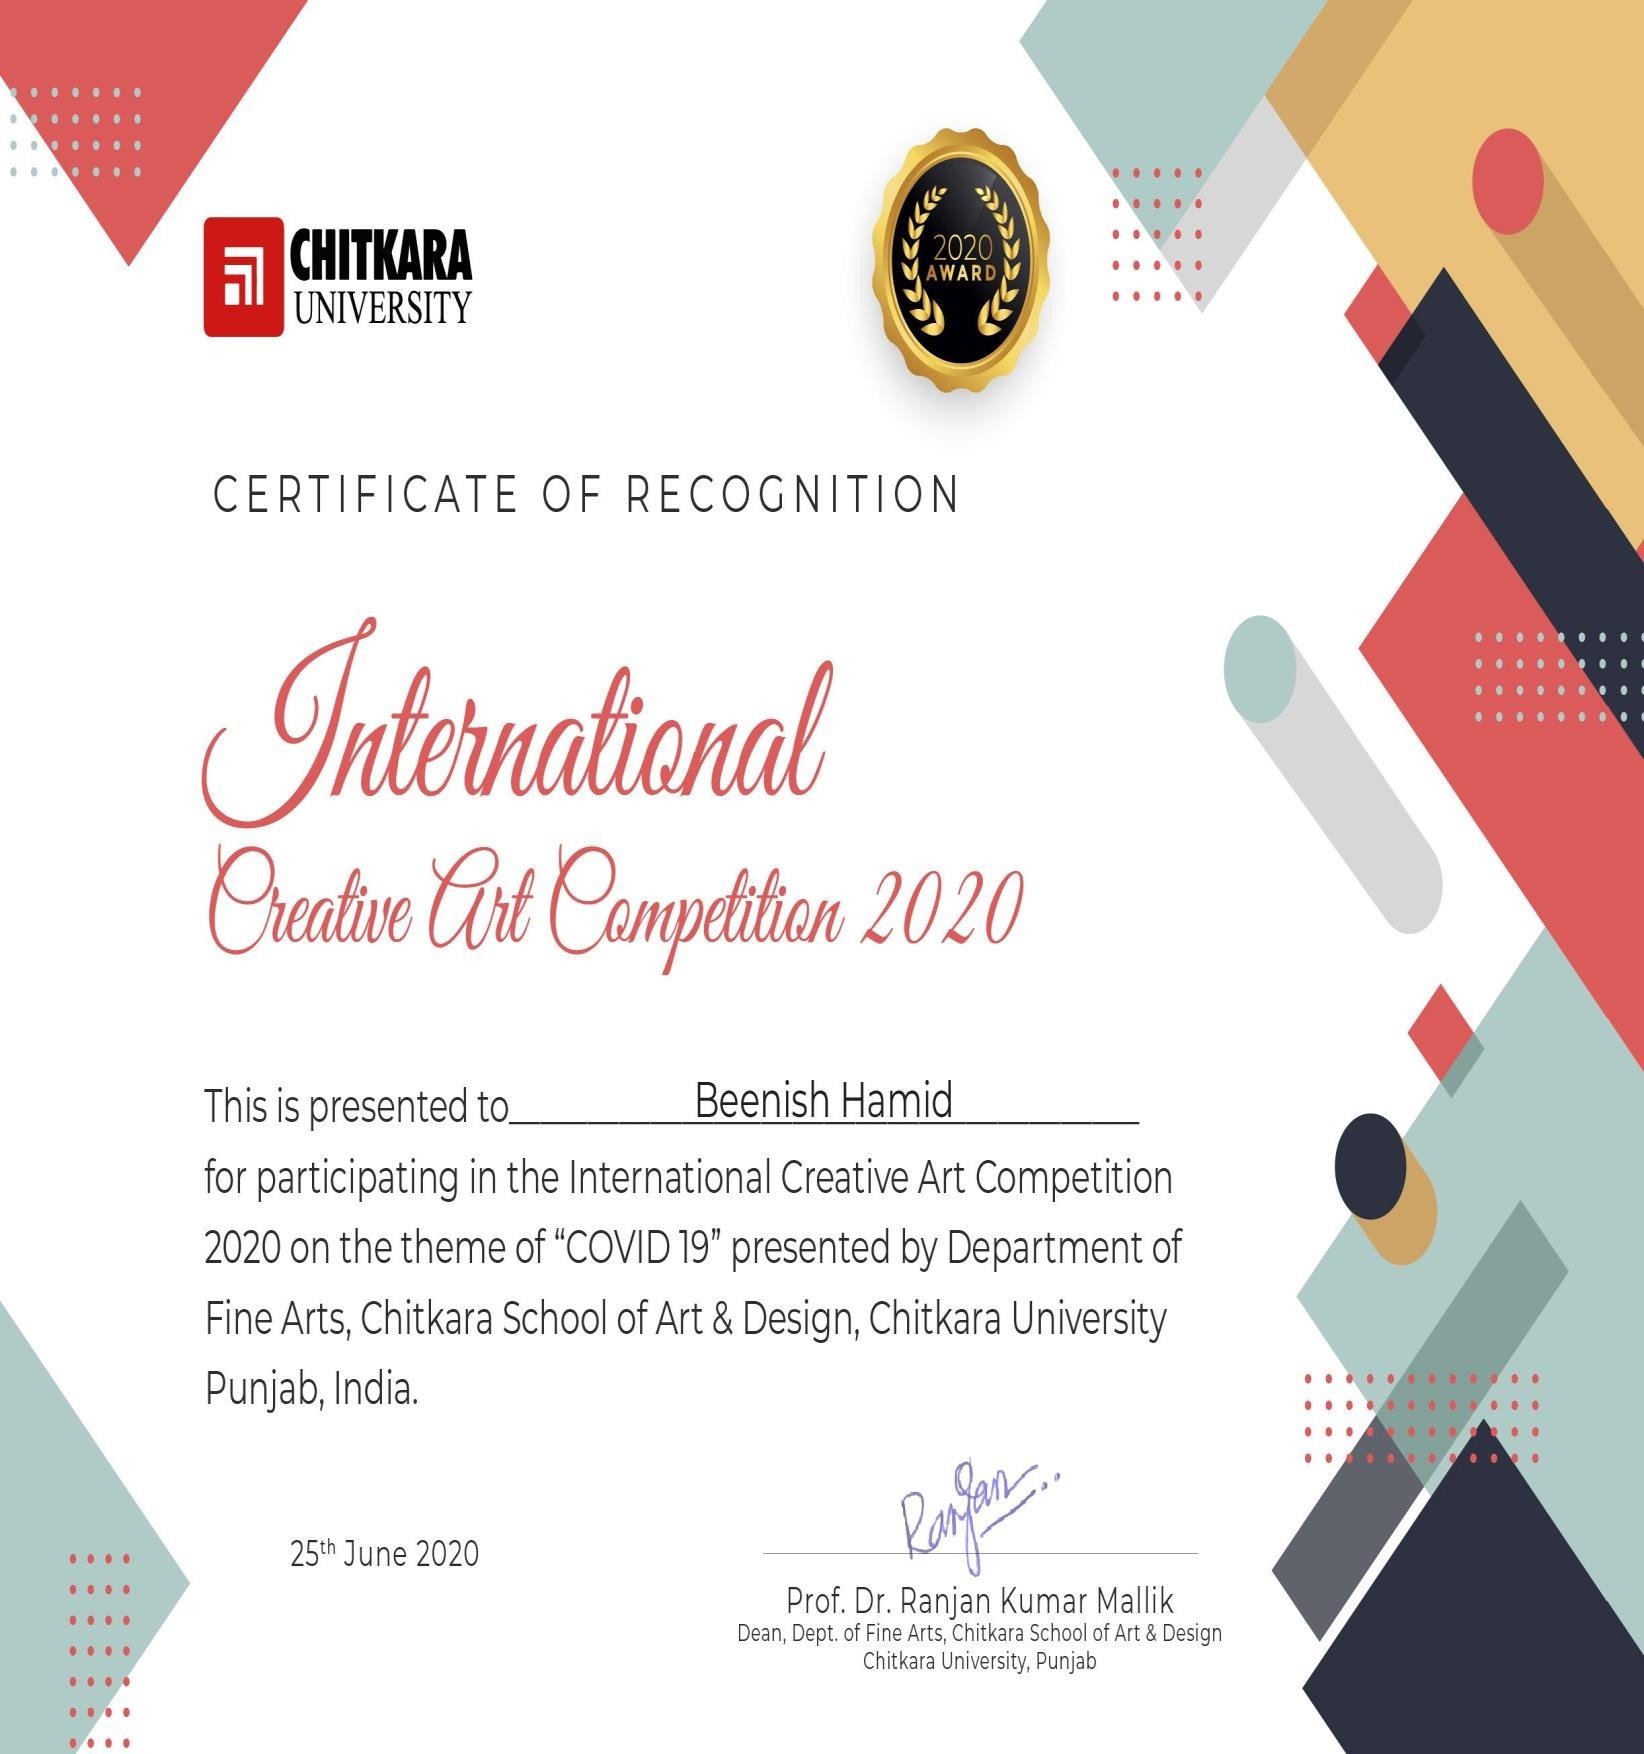 CHITKARA
UNIVERSITY
2020
AWARD
CERTIFICATE OF RECOGNITION
International
Creative Art Competition 2020
This is presented to Beenish Hamid
for participating in the International Creative Art Competition
2020 on the theme of “COVID 19” presented by Department of
Fine Arts, Chitkara School of Art & Design, Chitkara University
Punjab, India.
25th June 2020
Ranjan
Prof. Dr. Ranjan Kumar Mallik
Dean, Dept. of Fine Arts, Chitkara School of Art & Design
Chitkara University, Punjab